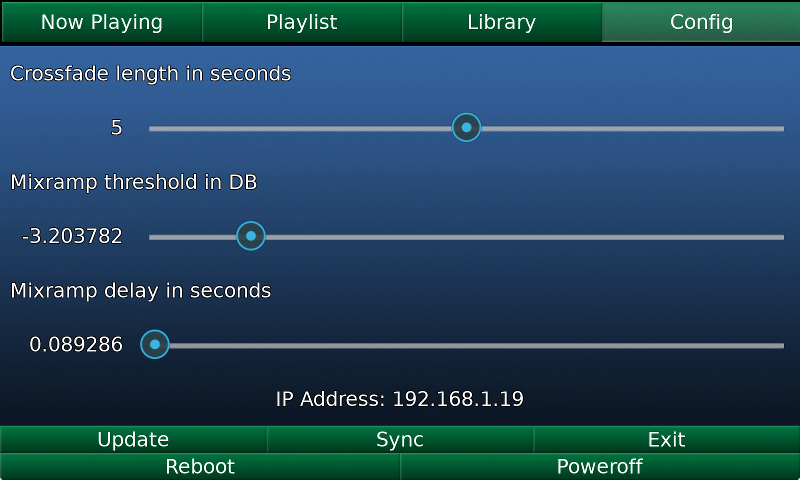 Now Playing Playlist Library Config
Crossfade length in seconds
5
Mixramp threshold in DB
-3.203782
Mixramp delay in seconds
0.089286
IP Address: 192.168.1.19
Update Sync Exit
Reboot Poweroff